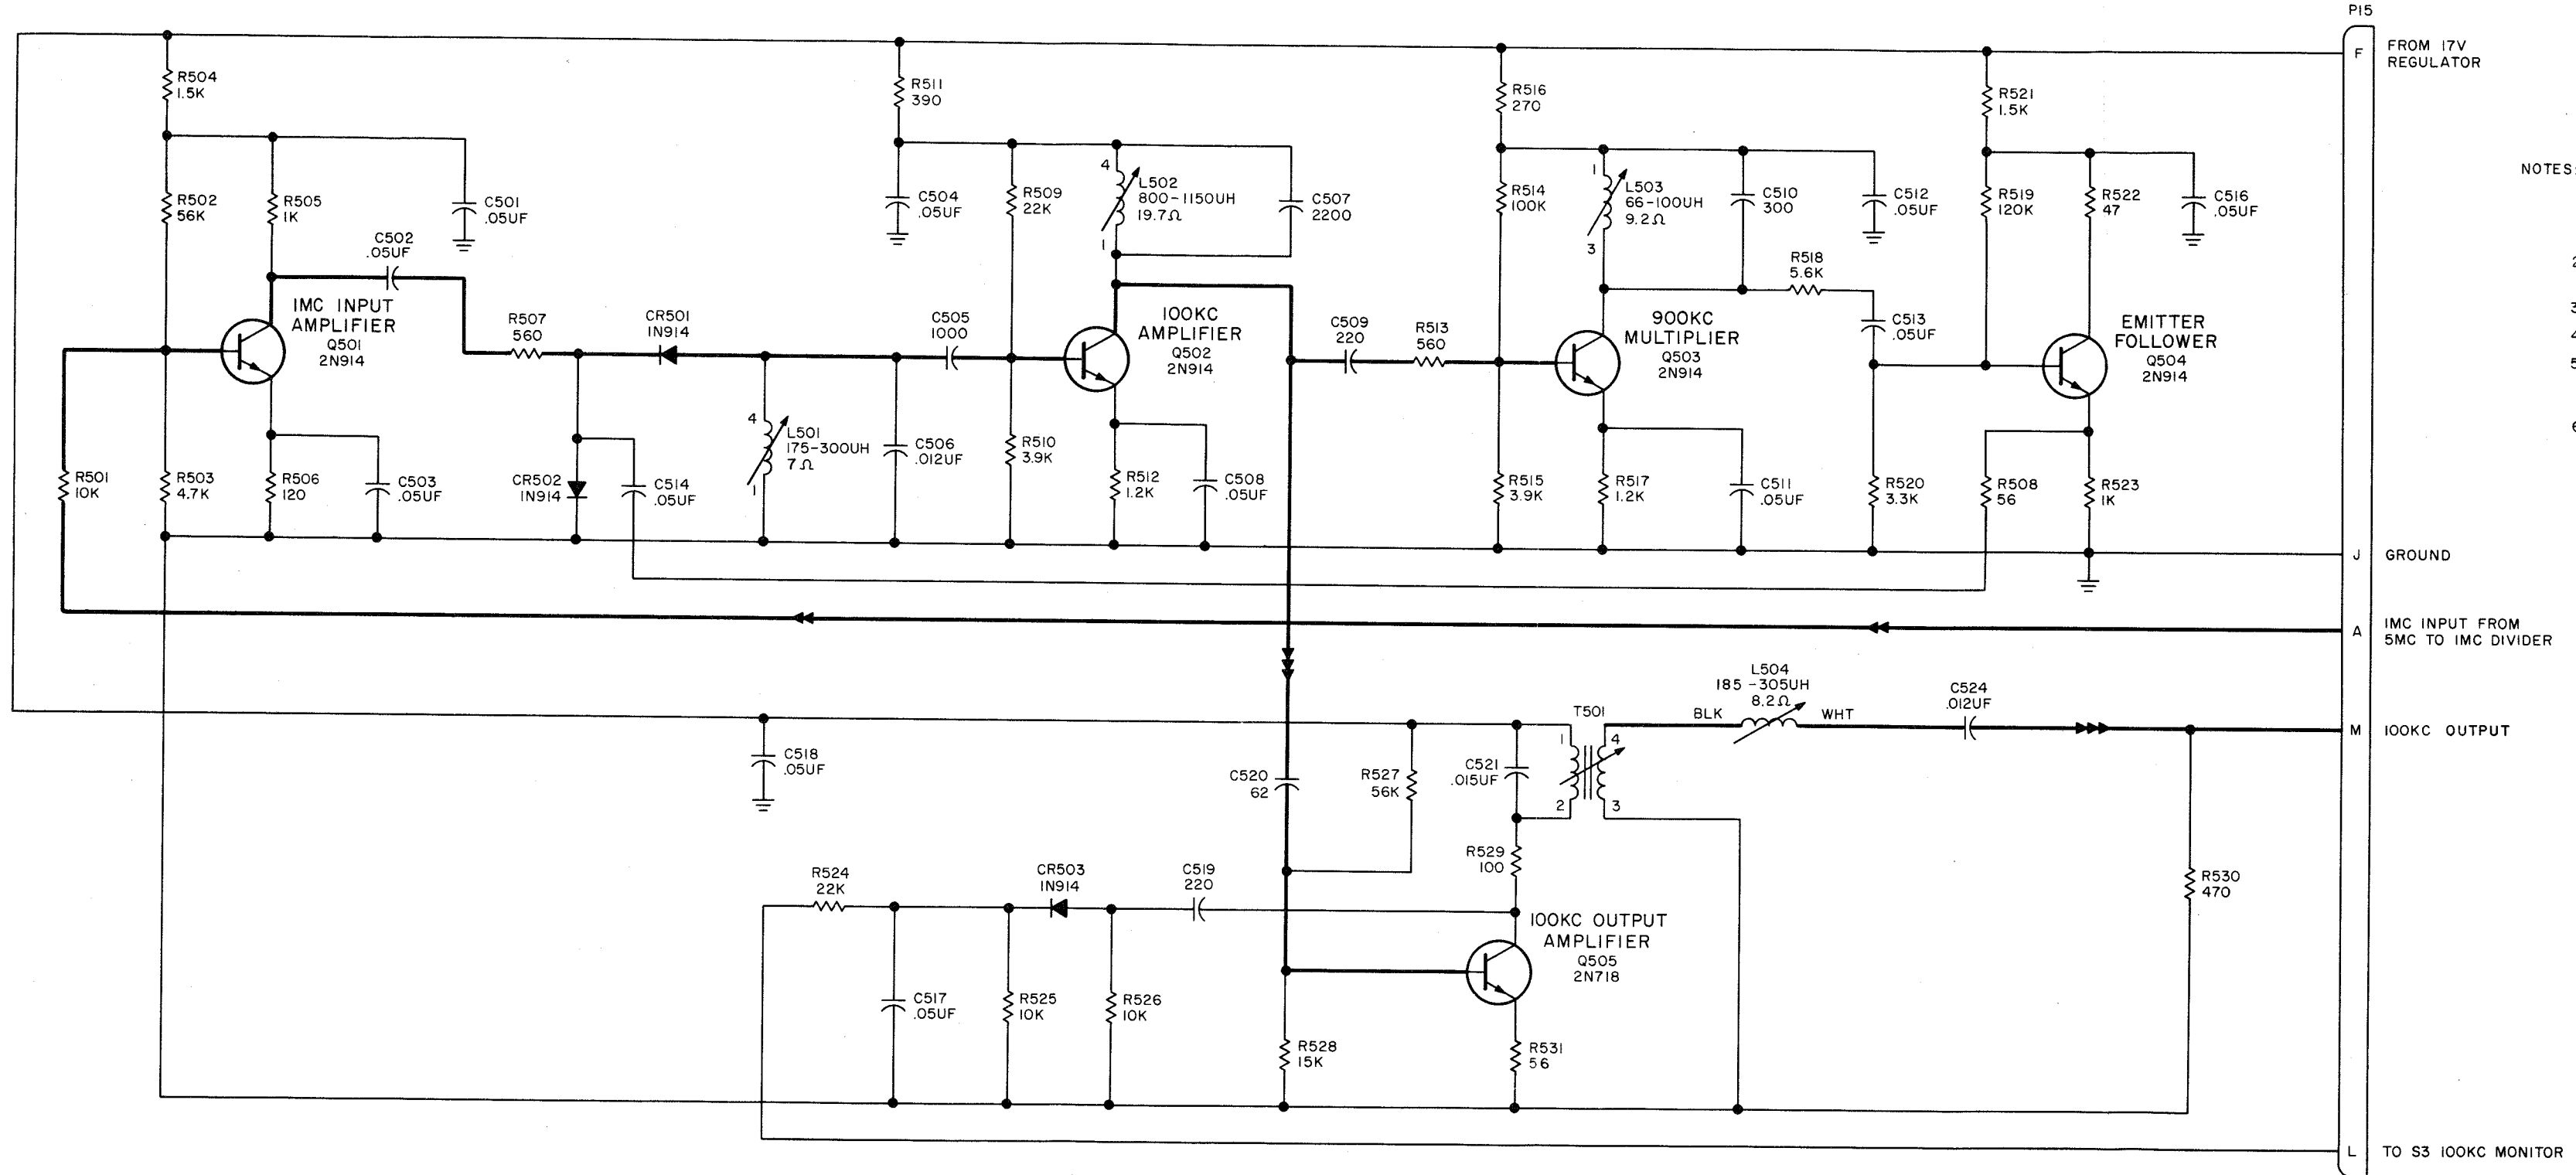 P15
F
FROM 17V
REGULATOR
R504
1.5K
R511
390
R516
270
R521
1.5K
NOTES:
R502
56K
R505
1K
C501
.05UF
C504
.05UF
R509
22K
4
L502
800-1150UH
19.7Ω
1
C507
2200
R514
100K
1
L503
66-100UH
9.2Ω
3
C510
300
C512
.05UF
R519
120K
R522
47
C516
.05UF
C502
.05UF
R518
5.6K
1MC INPUT
AMPLIFIER
Q501
2N914
R507
560
CR501
1N914
C505
1000
100KC
AMPLIFIER
Q502
2N914
C509
220
R513
560
900KC
MULTIPLIER
Q503
2N914
C513
.05UF
EMITTER
FOLLOWER
Q504
2N914
3
5
R501
10K
R503
4.7K
R506
120
C503
.05UF
CR502
1N914
C514
.05UF
4
L501
175-300UH
7Ω
1
C506
.012UF
R510
3.9K
R512
1.2K
C508
.05UF
R515
3.9K
R517
1.2K
C511
.05UF
R520
3.3K
R508
56
R523
1K
J
GROUND
A
1MC INPUT FROM
5MC TO 1MC DIVIDER
L504
185 -305UH
8.2Ω
BLK
WHT
C524
.012UF
M
100KC OUTPUT
C518
.05UF
C520
62
R527
56K
C521
.015UF
T501
1
4
2
3
R529
100
R530
470
R524
22K
CR503
1N914
C519
220
100KC OUTPUT
AMPLIFIER
Q505
2N718
C517
.05UF
R525
10K
R526
10K
R528
15K
R531
56
L
TO S3 100KC MONITOR